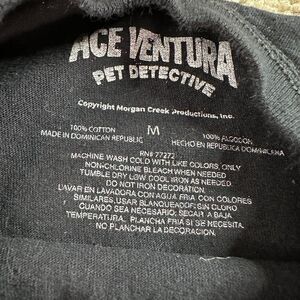 ACE VENTURA
PET DETECTIVE
Copyright Morgan Creek Productions, Inc.
100% COTTON M 100% ALGODON
MADE IN DOMINICAN REPUBLIC HECHO EN REPUBLICA DOMINICANA
RN# 77272
MACHINE WASH COLD WITH LIKE COLORS, ONLY
NON-CHLORINE BLEACH WHEN NEEDED
TUMBLE DRY LOW COOL IRON AS NEEDED.
DO NOT IRON DECORATION.
LAVAR EN LAVADORA CON AGUA FRIA CON COLORES
SIMILARES, USAR BLANQUEADOR SIN CLORO
CUANDO SEA NECESARIO; SECAR A BAJA
TEMPERATURA, PLANCHA FRIA SI SE NECESITA.
NO PLANCHAR LA DECORACION.